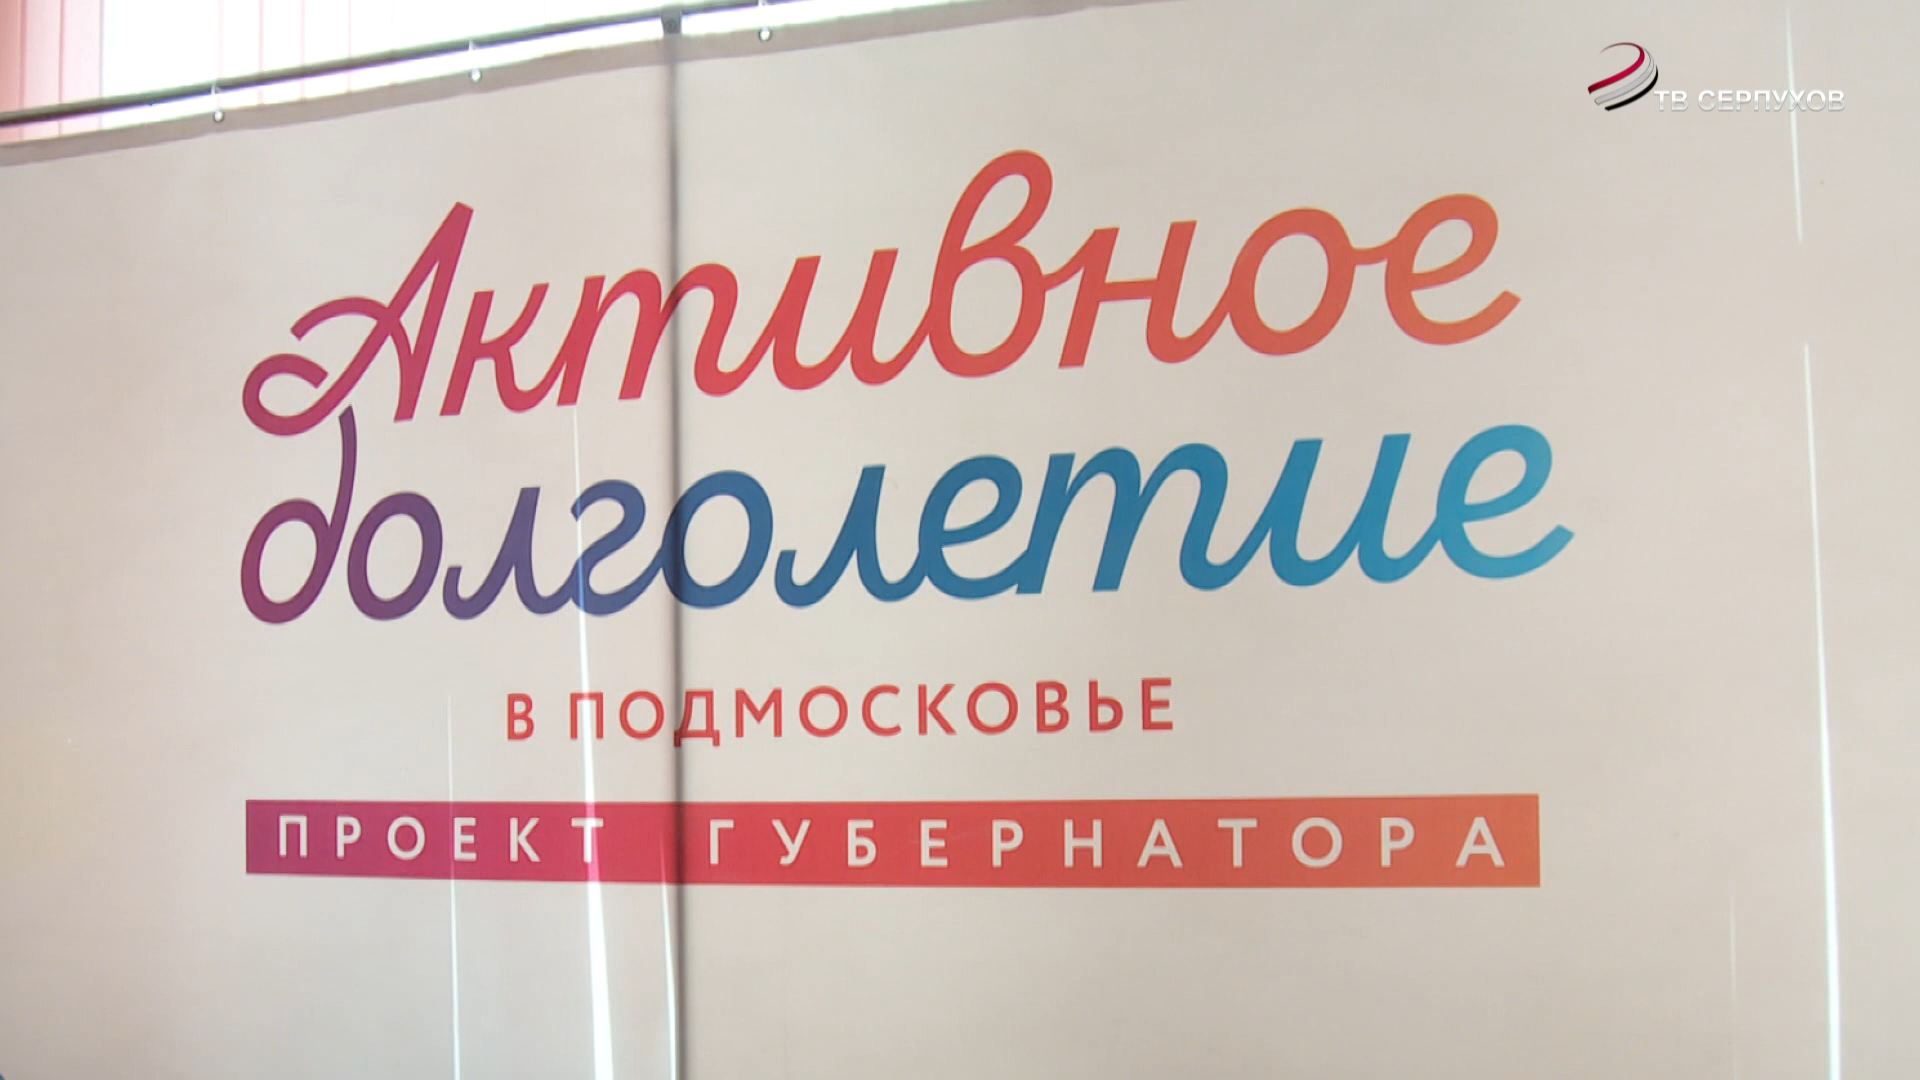 ТВ СЕРПУХОВ
Активное
долголетие
В ПОДМОСКОВЬЕ
ПРОЕКТ ГУБЕРНАТОРА